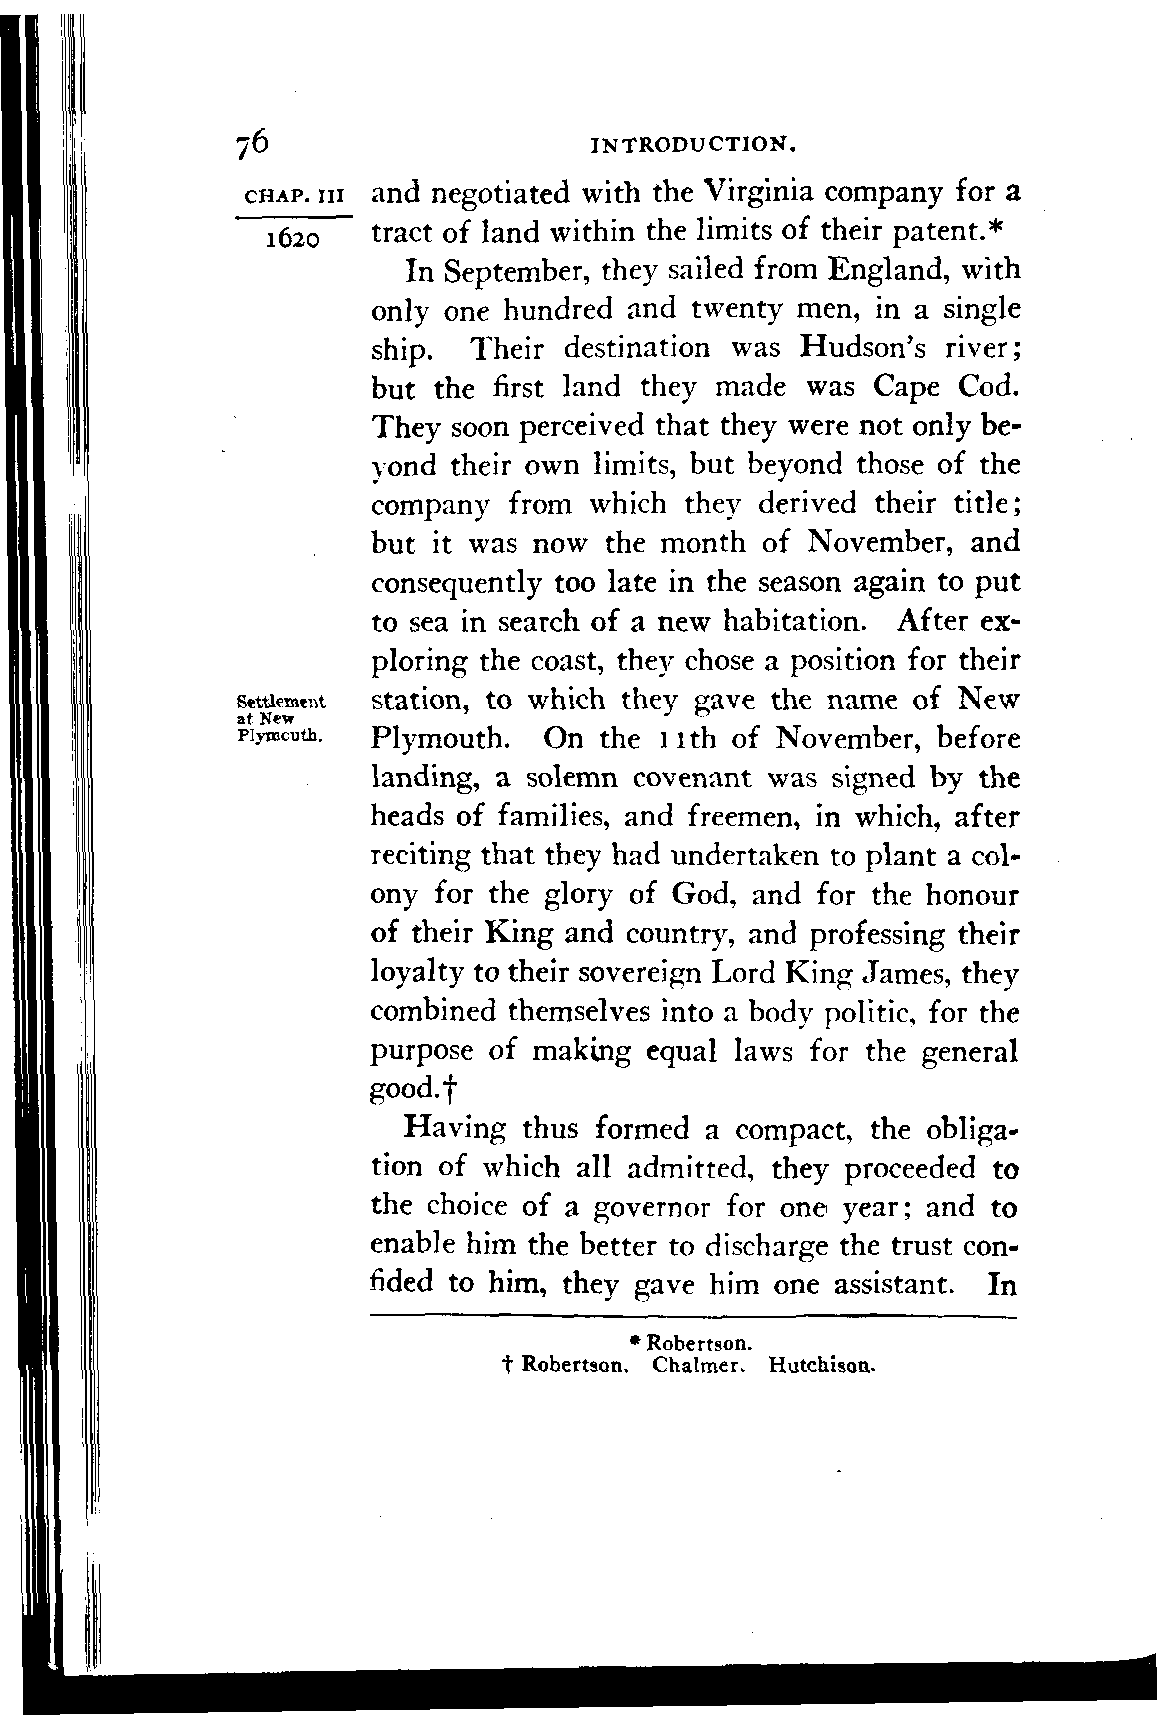 76 INTRODUCTION.
CHAP. III and negotiated with the Virginia company for a
1620 tract of land within the limits of their patent.*
In September, they sailed from England, with
only one hundred and twenty men, in a single
ship. Their destination was Hudson's river;
but the first land they made was Cape Cod.
They soon perceived that they were not only be-
yond their own limits, but beyond those of the
company from which they derived their title;
but it was now the month of November, and
consequently too late in the season again to put
to sea in search of a new habitation. After ex-
ploring the coast, they chose a position for their
station, to which they gave the name of New
Settlement
at New
Plymouth.
Plymouth. On the 11th of November, before
landing, a solemn covenant was signed by the
heads of families, and freemen, in which, after
reciting that they had undertaken to plant a col-
ony for the glory of God, and for the honour
of their King and country, and professing their
loyalty to their sovereign Lord King James, they
combined themselves into a body politic, for the
purpose of making equal laws for the general
good.†
Having thus formed a compact, the obliga-
tion of which all admitted, they proceeded to
the choice of a governor for one year; and to
enable him the better to discharge the trust con-
fided to him, they gave him one assistant. In
* Robertson.
† Robertson. Chalmer. Hutchison.